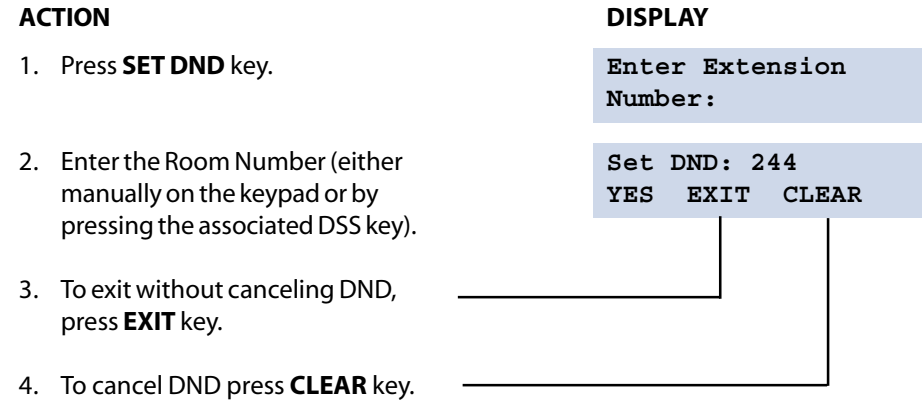 ACTION
DISPLAY
1. Press SET DND key.
Enter Extension
Number:
2. Enter the Room Number (either
manually on the keypad or by
pressing the associated DSS key).
Set DND: 244
YES EXIT CLEAR
3. To exit without canceling DND,
press EXIT key.
4. To cancel DND press CLEAR key.